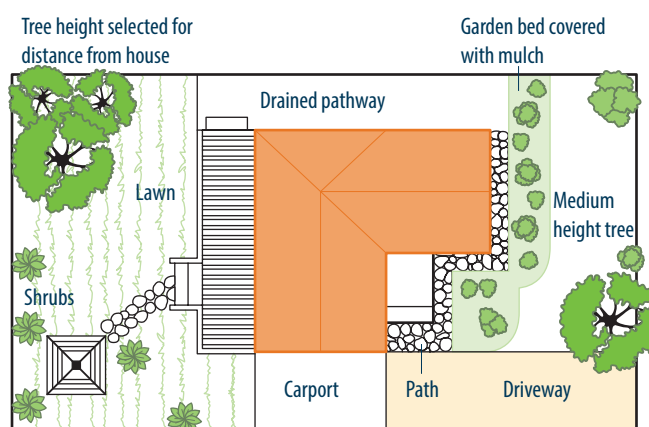 Tree height selected for
distance from house
Garden bed covered
with mulch
Drained pathway
Lawn
Medium
height tree
Shrubs
Carport
Path
Driveway